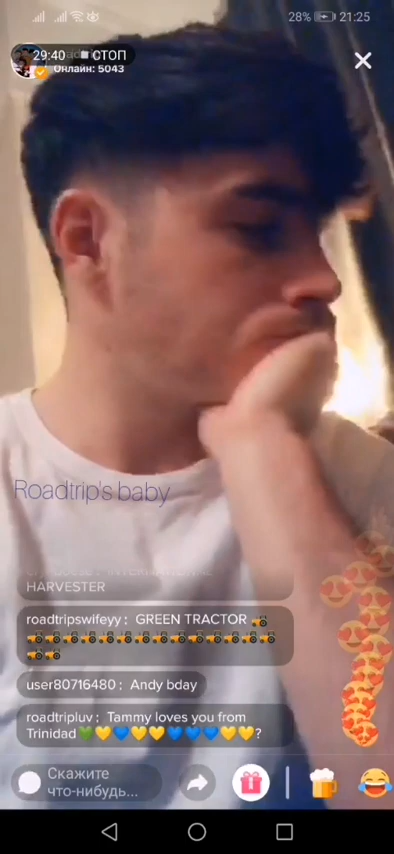 28% 21:25
29:40 СТОП
Онлайн: 5043
Roadtrip's baby
HARVESTER
roadtripswifeyy : GREEN TRACTOR 🚜
🚜🚜🚜🚜🚜🚜🚜🚜🚜🚜🚜🚜🚜🚜
🚜🚜
user80716480 : Andy bday
roadtripluv : Tammy loves you from
Trinidad💚💛💙💛💛💙💙💙💛💛?
Скажите
что-нибудь...